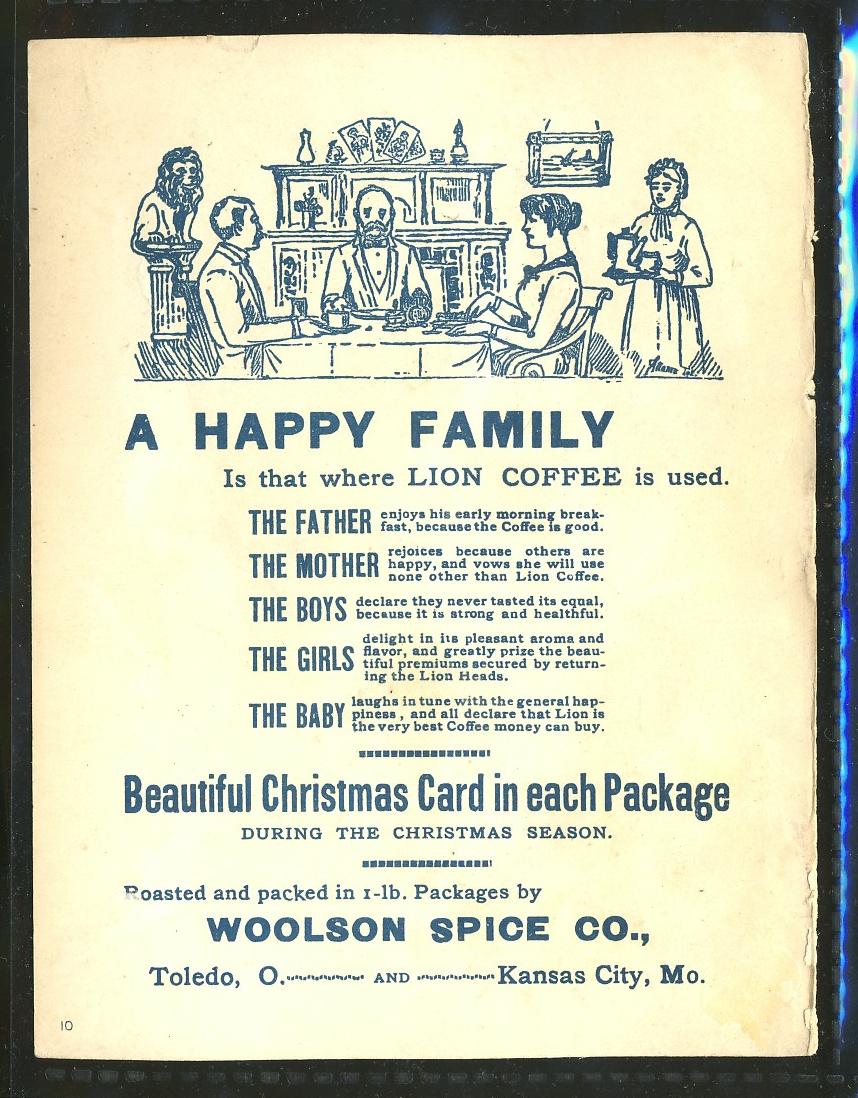 A HAPPY FAMILY
Is that where LION COFFEE is used.
THE FATHER enjoys his early morning break-
fast, because the Coffee is good.
THE MOTHER rejoices because others are
happy, and vows she will use
none other than Lion Coffee.
THE BOYS declare they never tasted its equal,
because it is strong and healthful.
THE GIRLS delight in its pleasant aroma and
flavor, and greatly prize the beau-
tiful premiums secured by return-
ing the Lion Heads.
THE BABY laughs in tune with the general hap-
piness, and all declare that Lion is
the very best Coffee money can buy.
Beautiful Christmas Card in each Package
DURING THE CHRISTMAS SEASON.
Roasted and packed in 1-lb. Packages by
WOOLSON SPICE CO.,
Toledo, O. AND Kansas City, Mo.
10